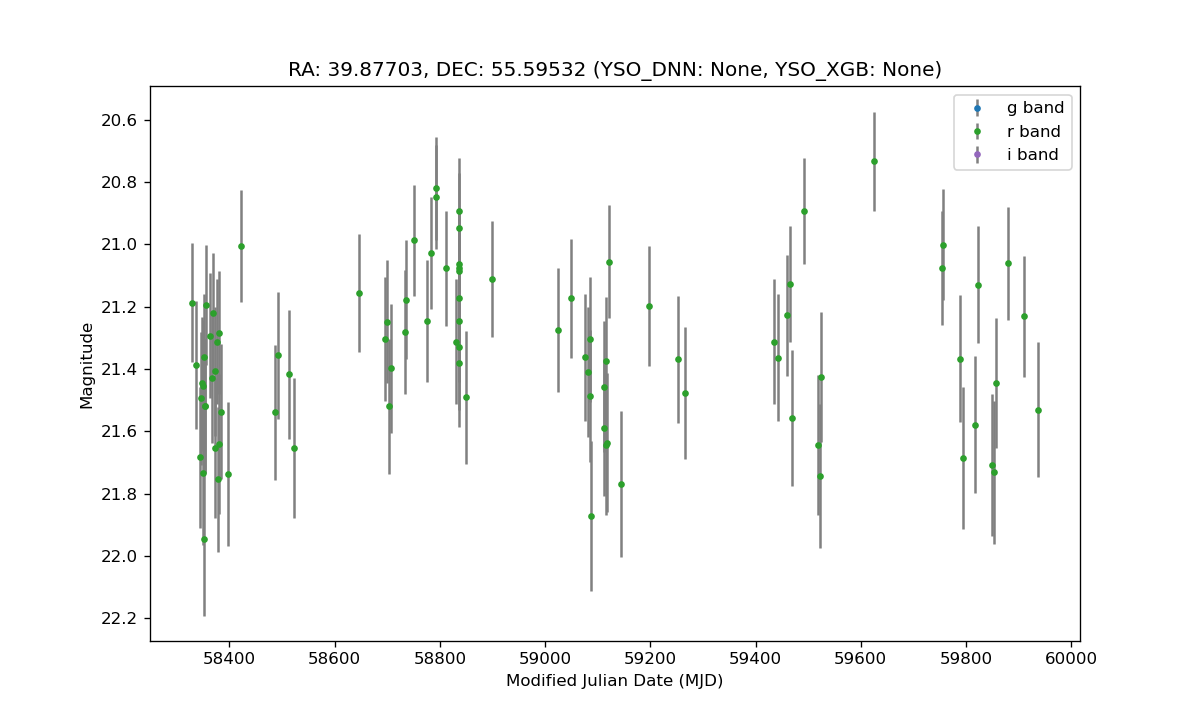 RA: 39.87703, DEC: 55.59532 (YSO_DNN: None, YSO_XGB: None)
g band
r band
i band
20.6
20.8
21.0
21.2
21.4
21.6
21.8
22.0
22.2
Magnitude
58400 58600 58800 59000 59200 59400 59600 59800 60000
Modified Julian Date (MJD)